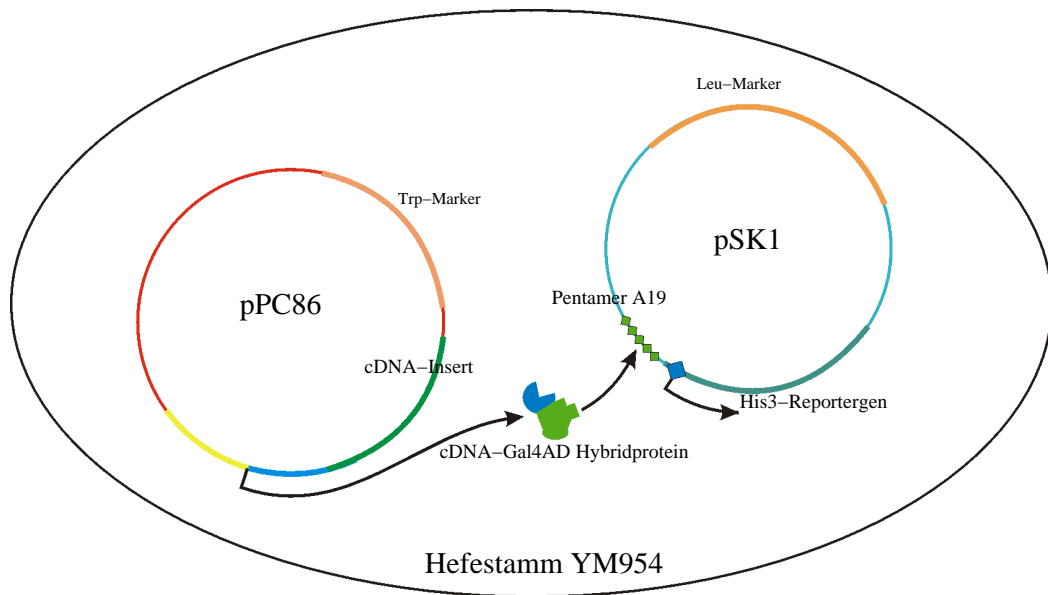 Leu−Marker
Trp−Marker
pSK1
pPC86
Pentamer A19
cDNA−Insert
His3−Reportergen
cDNA−Gal4AD Hybridprotein
Hefestamm YM954